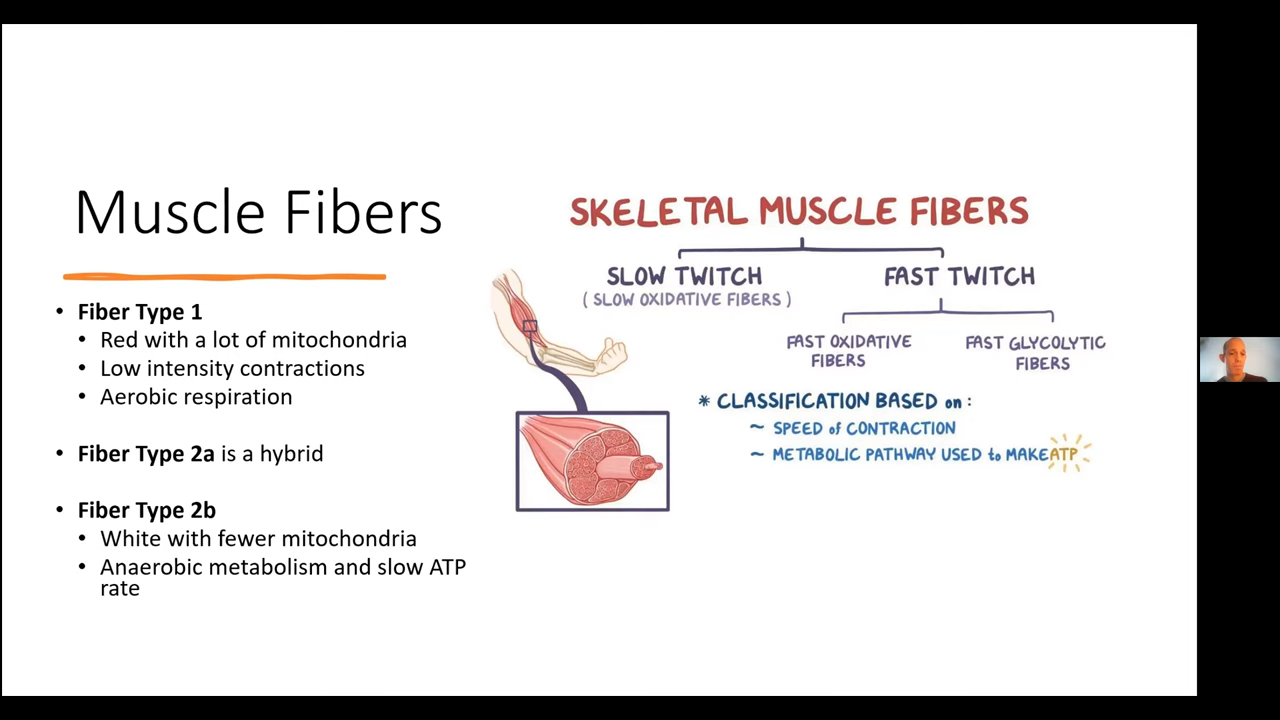 Muscle Fibers
• Fiber Type 1
• Red with a lot of mitochondria
• Low intensity contractions
• Aerobic respiration
• Fiber Type 2a is a hybrid
• Fiber Type 2b
• White with fewer mitochondria
• Anaerobic metabolism and slow ATP
rate
SKELETAL MUSCLE FIBERS
SLOW TWITCH
(SLOW OXIDATIVE FIBERS)
FAST TWITCH
FAST OXIDATIVE
FIBERS
FAST GLYCOLYTIC
FIBERS
* CLASSIFICATION BASED on:
~ SPEED of CONTRACTION
~ METABOLIC PATHWAY USED to MAKE ATP